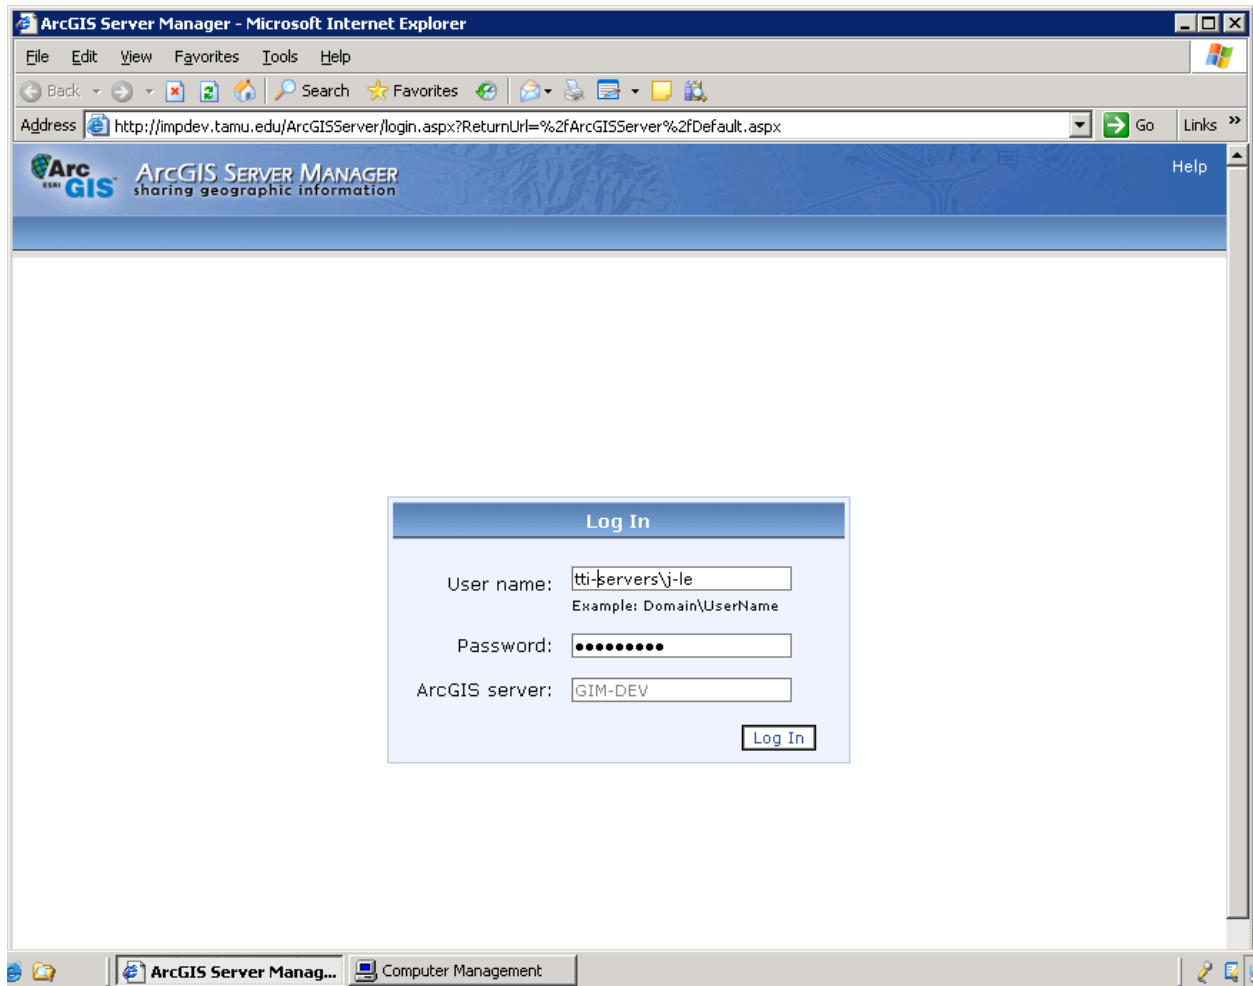 ArcGIS Server Manager - Microsoft Internet Explorer
File Edit View Favorites Tools Help
Back Search Favorites
Address http://impdev.tamu.edu/ArcGISServer/login.aspx?ReturnUrl=%2fArcGISServer%2fDefault.aspx Go Links »
Arc GIS ESRI ArcGIS Server Manager Help
sharing geographic information
Log In
User name: tti-servers\j-le
Example: Domain\UserName
Password: •••••••••
ArcGIS server: GIM-DEV
Log In
ArcGIS Server Manag... Computer Management